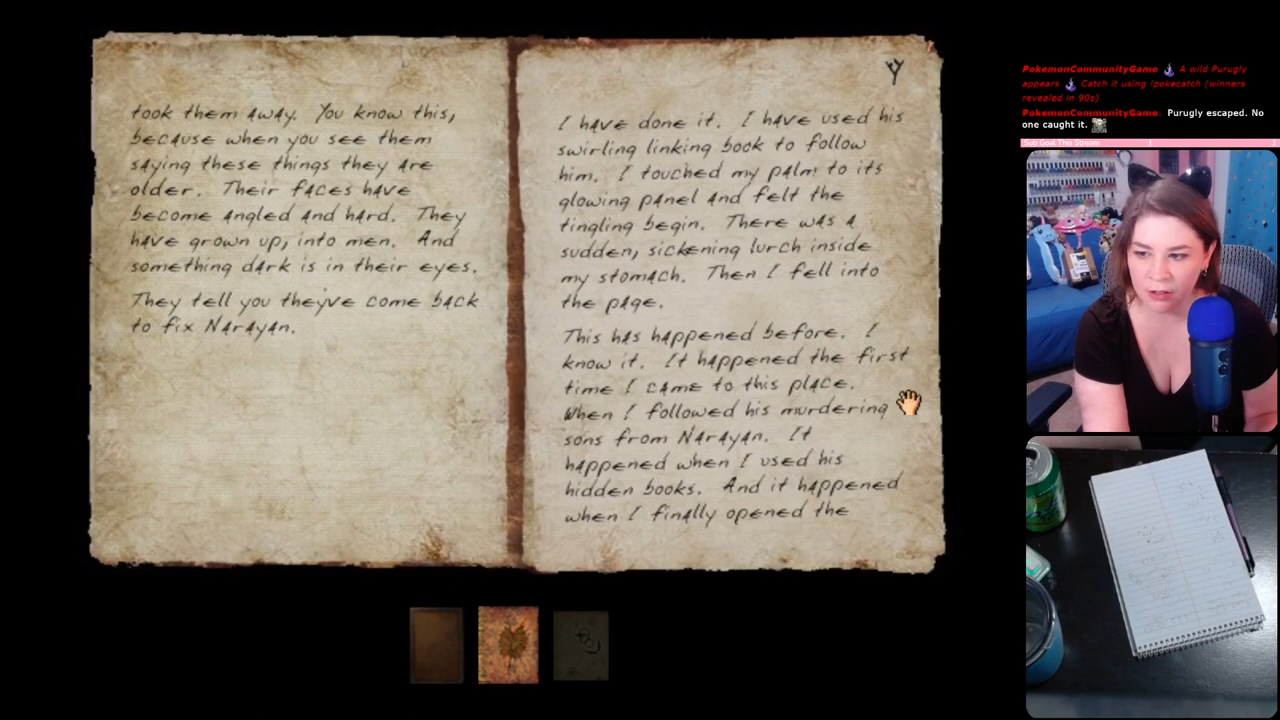 took them away. You know this,
because when you see them
saying these things they are
older. Their faces have
become angled and hard. They
have grown up, into men. And
something dark is in their eyes.
They tell you they've come back
to fix Narayan.
I have done it. I have used his
swirling linking book to follow
him. I touched my palm to its
glowing panel and felt the
tingling begin. There was a
sudden, sickening lurch inside
my stomach. Then I fell into
the page.
This has happened before. I
know it. It happened the first
time I came to this place.
When I followed his murdering
sons from Narayan. It
happened when I used his
hidden books. And it happened
when I finally opened the
PokemonCommunityGame A wild Purugly
appears Catch it using !pokecatch (winners
revealed in 90s)
PokemonCommunityGame: Purugly escaped. No
one caught it.
Sub Goal This Stream